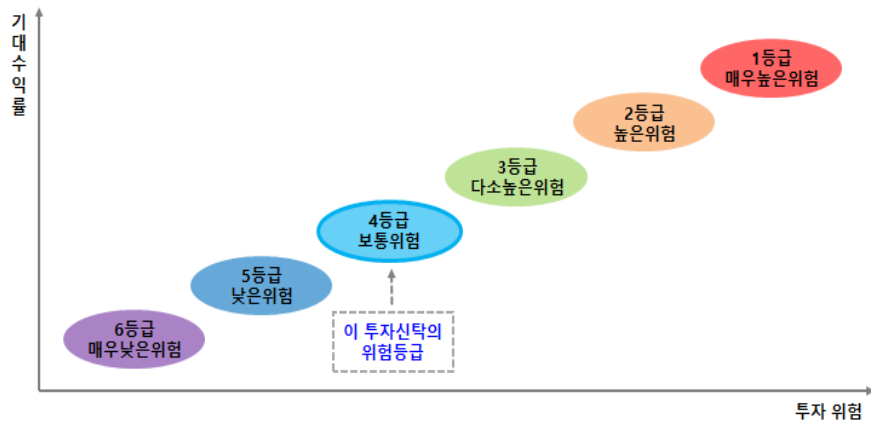 기대수익률
1등급
매우높은위험
2등급
높은위험
3등급
다소높은위험
4등급
보통위험
5등급
낮은위험
이 투자신탁의
위험등급
6등급
매우낮은위험
투자 위험